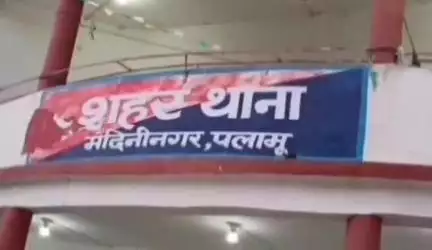 शहर थाना
मेदिनीनगर, पलामू